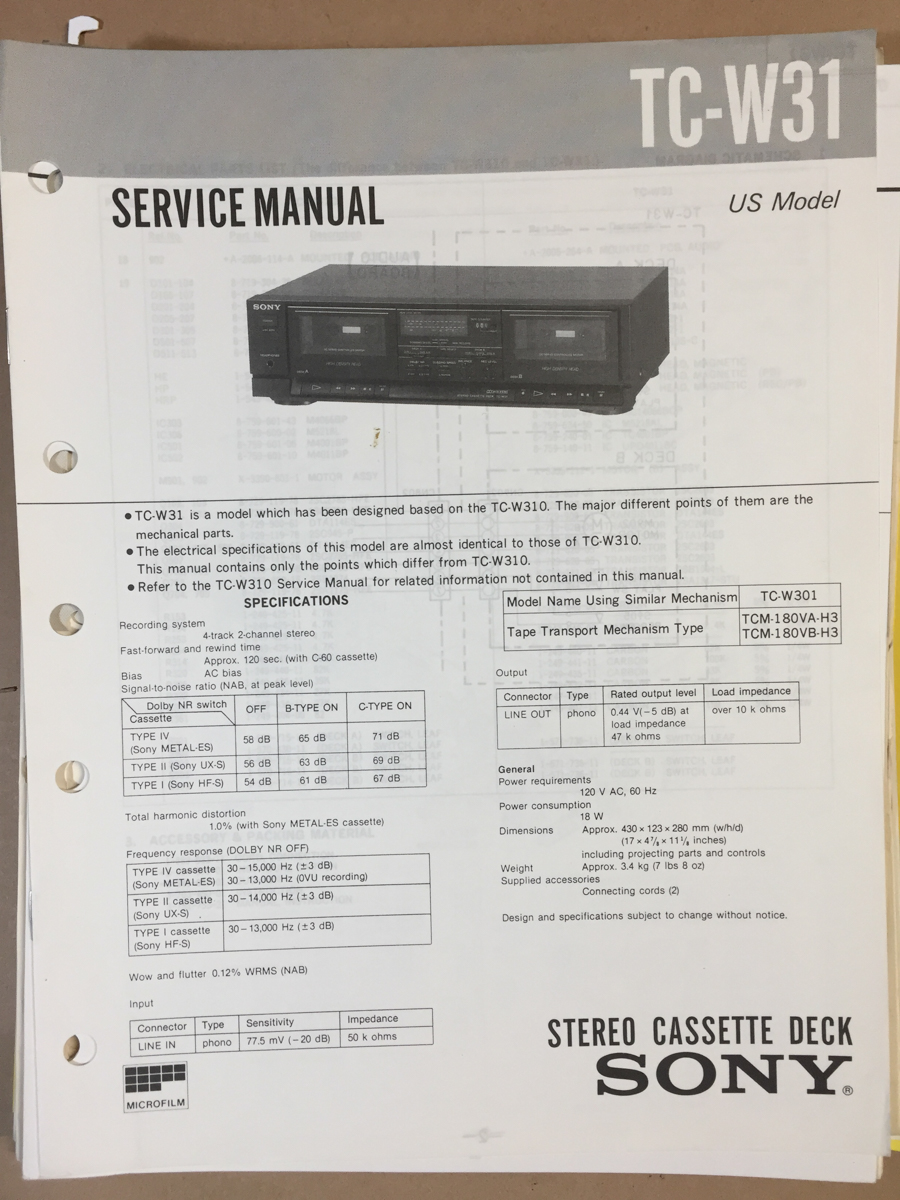 TC-W31
SERVICE MANUAL
US Model
SONY
● TC-W31 is a model which has been designed based on the TC-W310. The major different points of them are the
mechanical parts.
● The electrical specifications of this model are almost identical to those of TC-W310.
This manual contains only the points which differ from TC-W310.
● Refer to the TC-W310 Service Manual for related information not contained in this manual.
SPECIFICATIONS
Recording system
4-track 2-channel stereo
Fast-forward and rewind time
Approx. 120 sec. (with C-60 cassette)
Bias AC bias
Signal-to-noise ratio (NAB, at peak level)
Dolby NR switch
Cassette
OFF B-TYPE ON C-TYPE ON
TYPE IV
(Sony METAL-ES)
58 dB 65 dB 71 dB
TYPE II (Sony UX-S) 56 dB 63 dB 69 dB
TYPE I (Sony HF-S) 54 dB 61 dB 67 dB
Total harmonic distortion
1.0% (with Sony METAL-ES cassette)
Frequency response (DOLBY NR OFF)
TYPE IV cassette 30–15,000 Hz (±3 dB)
(Sony METAL-ES) 30–13,000 Hz (0VU recording)
TYPE II cassette 30–14,000 Hz (±3 dB)
(Sony UX-S)
TYPE I cassette 30–13,000 Hz (±3 dB)
(Sony HF-S)
Wow and flutter 0.12% WRMS (NAB)
Input
Connector Type Sensitivity Impedance
LINE IN phono 77.5 mV (−20 dB) 50 k ohms
MICROFILM
Model Name Using Similar Mechanism TC-W301
Tape Transport Mechanism Type
TCM-180VA-H3
TCM-180VB-H3
Output
Connector Type Rated output level Load impedance
LINE OUT phono 0.44 V(−5 dB) at over 10 k ohms
load impedance
47 k ohms
General
Power requirements
120 V AC, 60 Hz
Power consumption
18 W
Dimensions Approx. 430 × 123 × 280 mm (w/h/d)
(17 × 4⅞ × 11⅛ inches)
including projecting parts and controls
Weight Approx. 3.4 kg (7 lbs 8 oz)
Supplied accessories
Connecting cords (2)
Design and specifications subject to change without notice.
STEREO CASSETTE DECK
SONY®